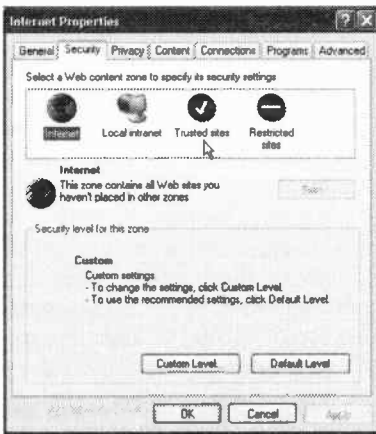 Internet Properties
General Security Privacy Content Connections Programs Advanced
Select a Web content zone to specify its security settings
Internet Local intranet Trusted sites Restricted sites
Internet
This zone contains all Web sites you
haven't placed in other zones
Sites...
Security level for this zone
Custom
Custom settings
- To change the settings, click Custom Level
- To use the recommended settings, click Default Level
Custom Level... Default Level
OK Cancel Apply